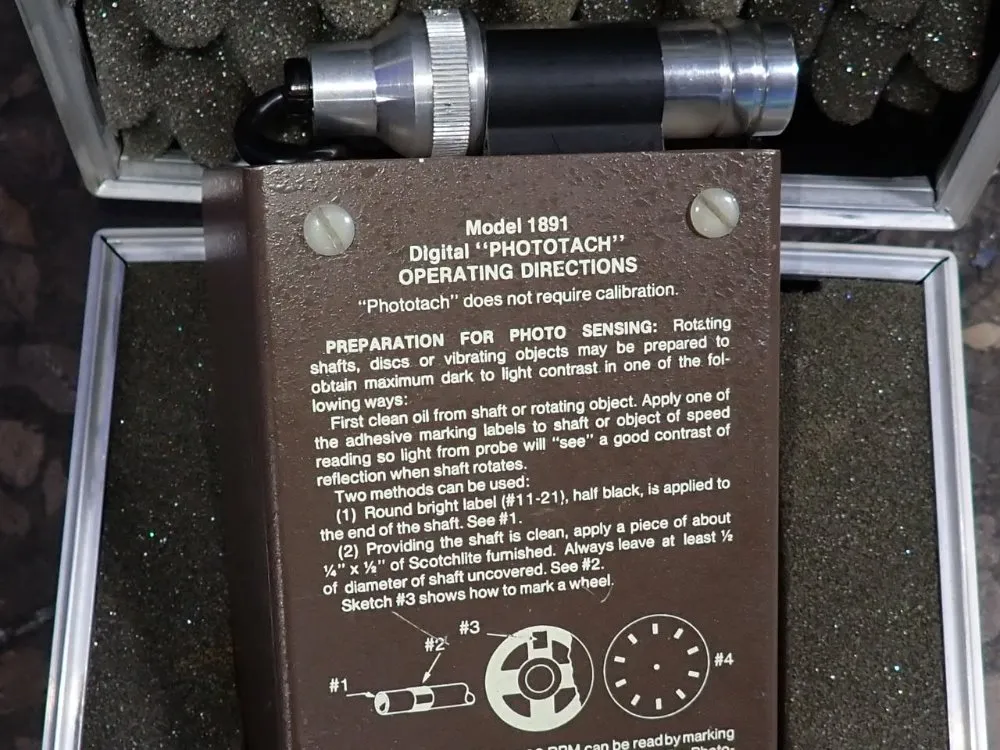 Model 1891
Digital "PHOTOTACH"
OPERATING DIRECTIONS
"Phototach" does not require calibration.
PREPARATION FOR PHOTO SENSING: Rotating
shafts, discs or vibrating objects may be prepared to
obtain maximum dark to light contrast in one of the fol-
lowing ways:
First clean oil from shaft or rotating object. Apply one of
the adhesive marking labels to shaft or object of speed
reading so light from probe will "see" a good contrast of
reflection when shaft rotates.
Two methods can be used:
(1) Round bright label (#11-21), half black, is applied to
the end of the shaft. See #1.
(2) Providing the shaft is clean, apply a piece of about
¼" x ½" of Scotchlite furnished. Always leave at least ½
of diameter of shaft uncovered. See #2.
Sketch #3 shows how to mark a wheel.
#3
#2
#4
#1
RPM can be read by marking
Photo-